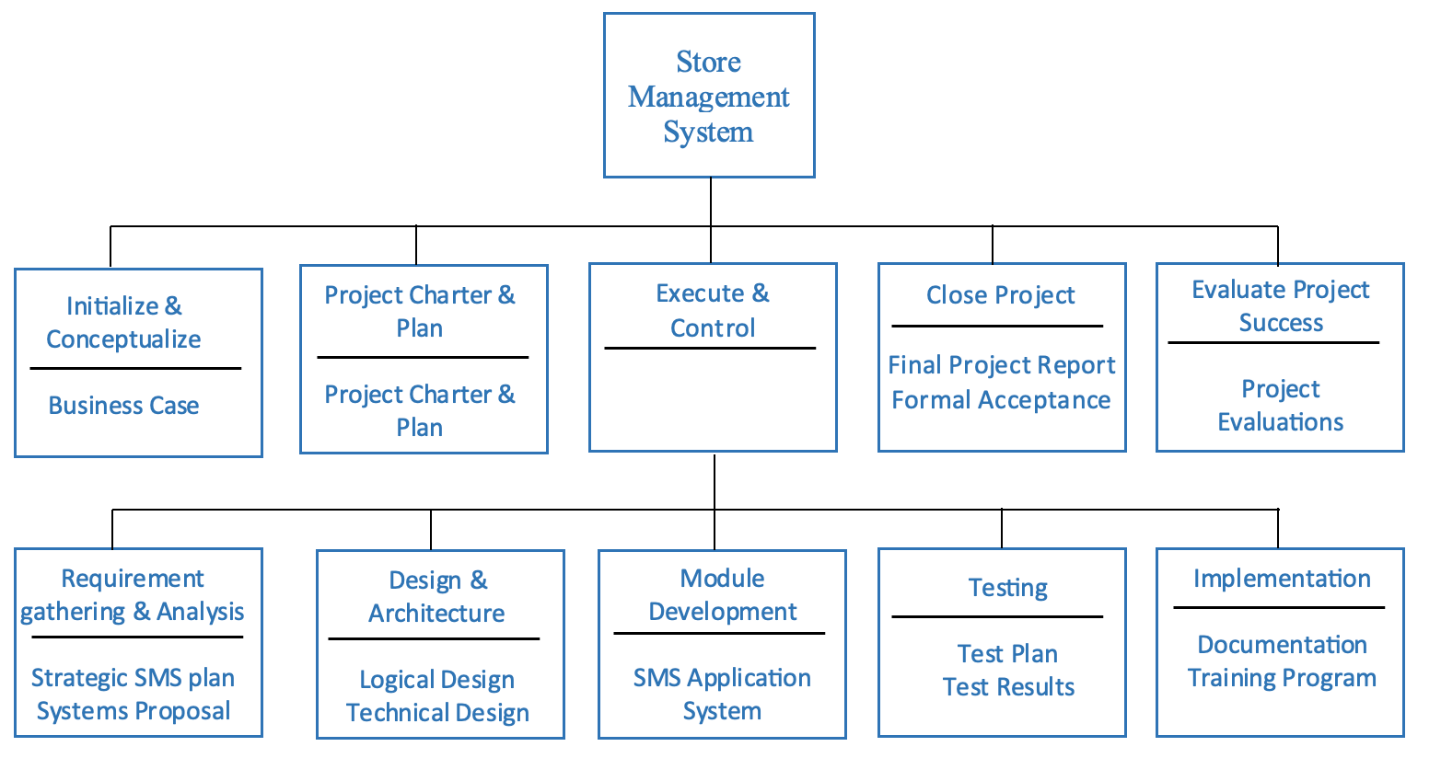 Store
Management
System
Initialize &
Conceptualize
Business Case
Project Charter &
Plan
Project Charter &
Plan
Execute &
Control
Close Project
Final Project Report
Formal Acceptance
Evaluate Project
Success
Project
Evaluations
Requirement
gathering & Analysis
Strategic SMS plan
Systems Proposal
Design &
Architecture
Logical Design
Technical Design
Module
Development
SMS Application
System
Testing
Test Plan
Test Results
Implementation
Documentation
Training Program